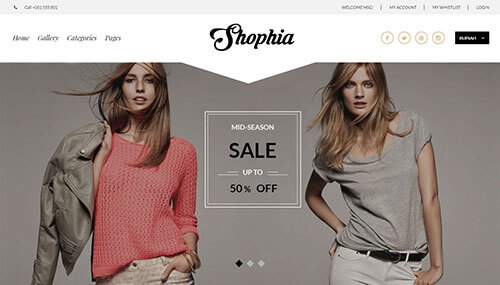 Call +001 555 801
WELCOME MSG!
MY ACCOUNT
MY WHISTLIST
LOGIN
Home
Gallery
Categories
Pages
Shophia
MID-SEASON
SALE
UP TO
50% OFF